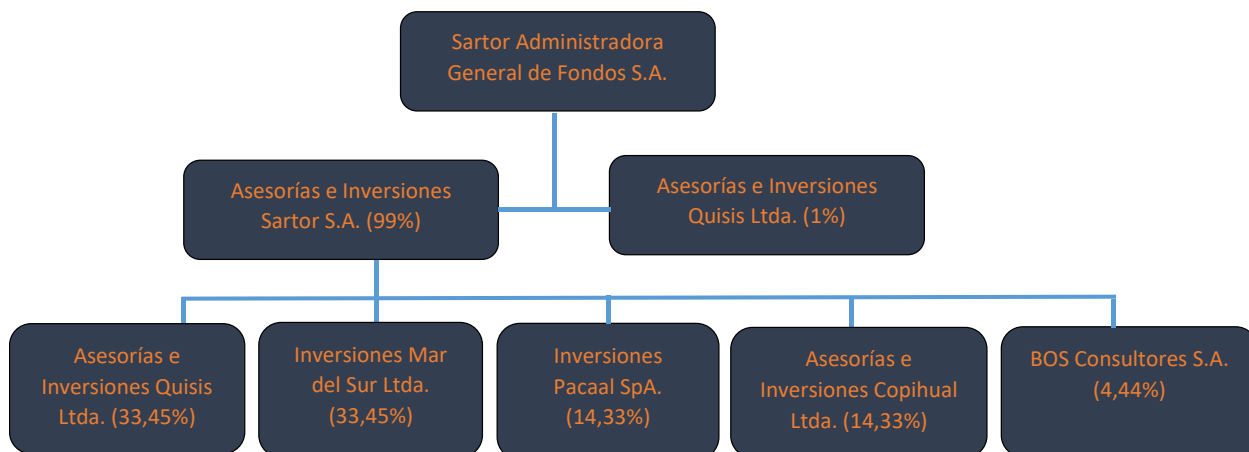 Sartor Administradora
General de Fondos S.A.
Asesorías e Inversiones
Sartor S.A. (99%)
Asesorías e Inversiones
Quisis Ltda. (1%)
Asesorías e
Inversiones Quisis
Ltda. (33,45%)
Inversiones Mar
del Sur Ltda.
(33,45%)
Inversiones
Pacaal SpA.
(14,33%)
Asesorías e
Inversiones Copihual
Ltda. (14,33%)
BOS Consultores S.A.
(4,44%)